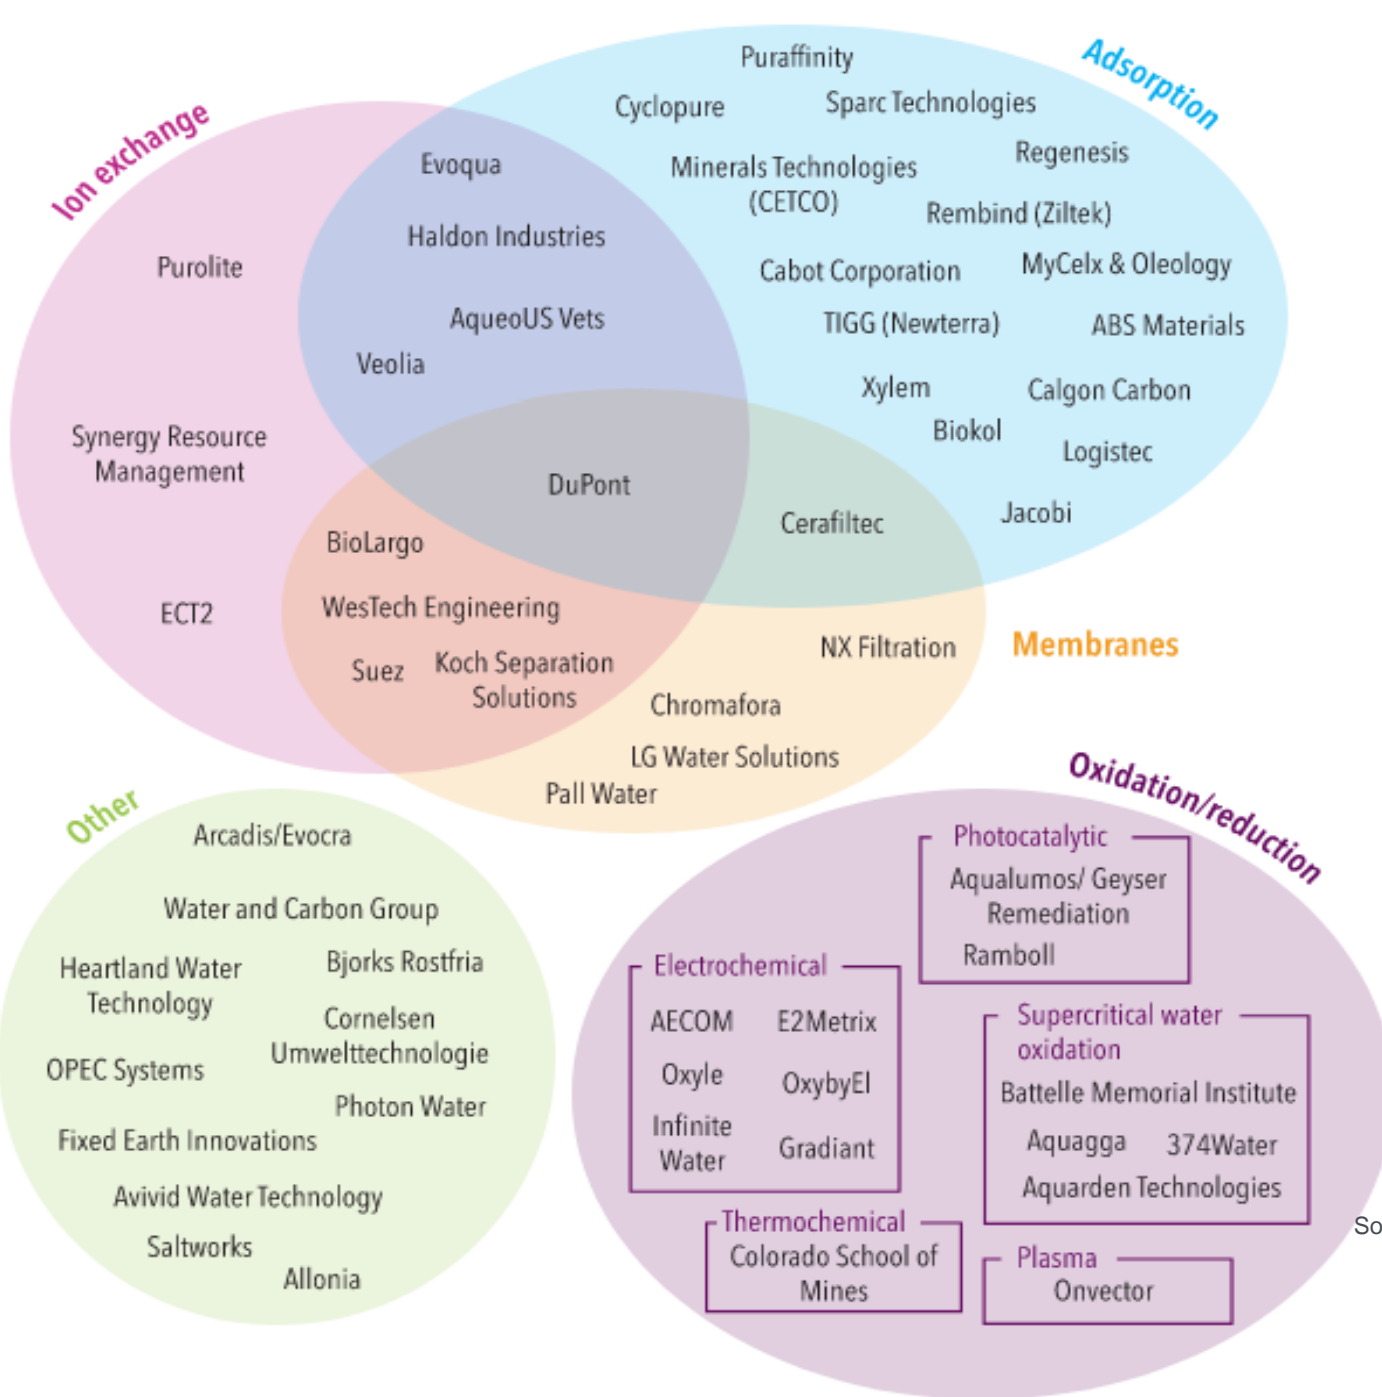 Adsorption
Puraffinity
Cyclopure
Sparc Technologies
Ion exchange
Regenesis
Evoqua
Minerals Technologies
(CETCO)
Rembind (Ziltek)
Haldon Industries
Purolite
Cabot Corporation
MyCelx & Oleology
AqueoUS Vets
TIGG (Newterra)
ABS Materials
Veolia
Xylem
Calgon Carbon
Biokol
Synergy Resource
Management
Logistec
DuPont
Cerafiltec
Jacobi
BioLargo
ECT2
WesTech Engineering
NX Filtration
Membranes
Suez
Koch Separation
Solutions
Chromafora
LG Water Solutions
Pall Water
Other
Arcadis/Evocra
Water and Carbon Group
Heartland Water
Technology
Bjorks Rostfria
Cornelsen
Umwelttechnologie
OPEC Systems
Photon Water
Fixed Earth Innovations
Avivid Water Technology
Saltworks
Allonia
Oxidation/reduction
Photocatalytic
Aqualumos/ Geyser
Remediation
Ramboll
Electrochemical
AECOM
E2Metrix
Oxyle
OxybyEl
Infinite
Water
Gradiant
Supercritical water
oxidation
Battelle Memorial Institute
Aquagga
374Water
Aquarden Technologies
Thermochemical
Colorado School of
Mines
Plasma
Onvector
So